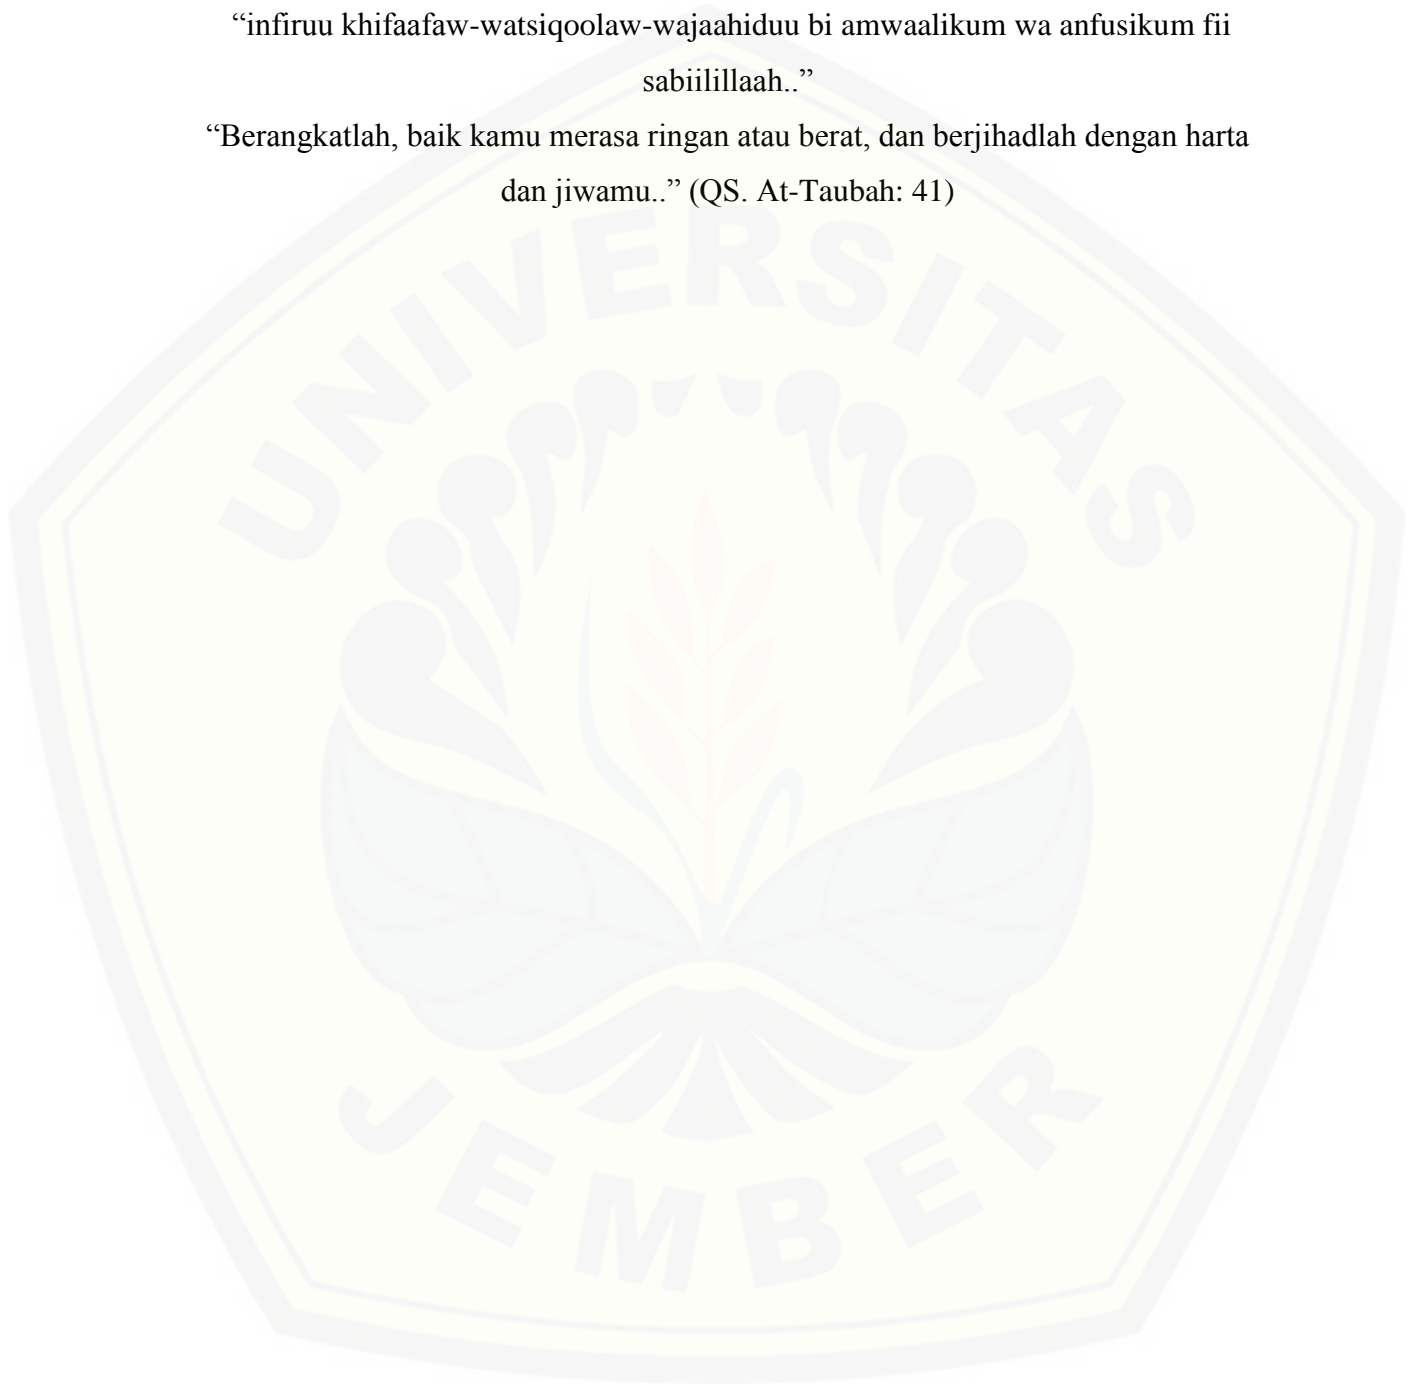 “infiruu khifaafaw-watsiqoolaw-wajaahiduu bi amwaalikum wa anfusikum fii
sabiilillaah..”
“Berangkatlah, baik kamu merasa ringan atau berat, dan berjihadlah dengan harta
dan jiwamu..” (QS. At-Taubah: 41)
UNIVERSITAS
JEMBER